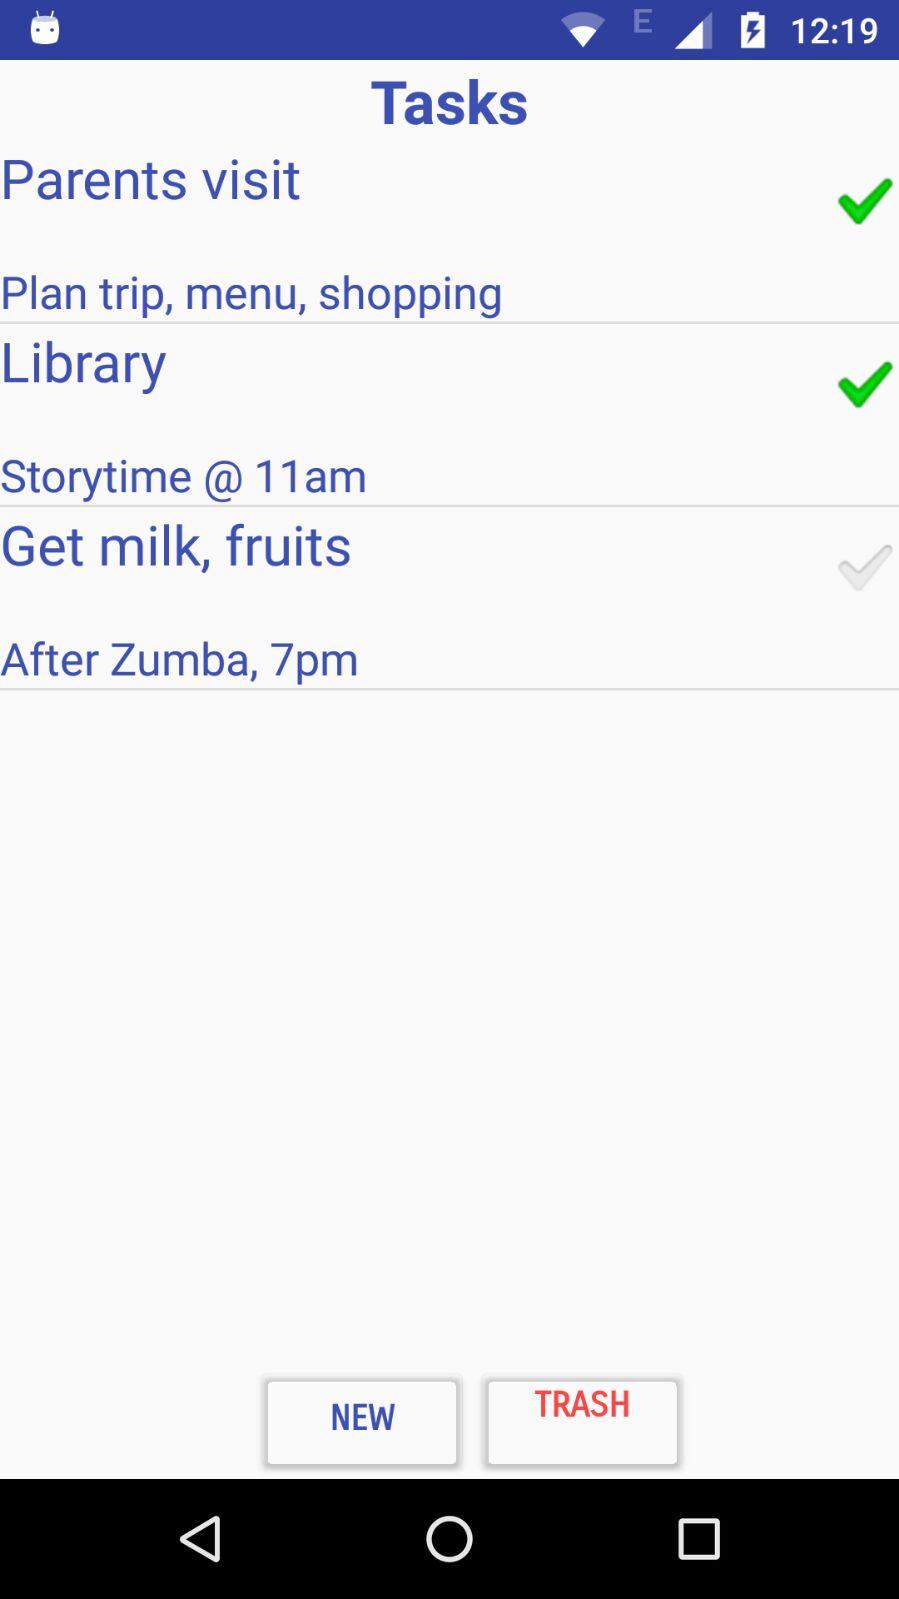 E 12:19
Tasks
Parents visit
Plan trip, menu, shopping
Library
Storytime @ 11am
Get milk, fruits
After Zumba, 7pm
NEW TRASH